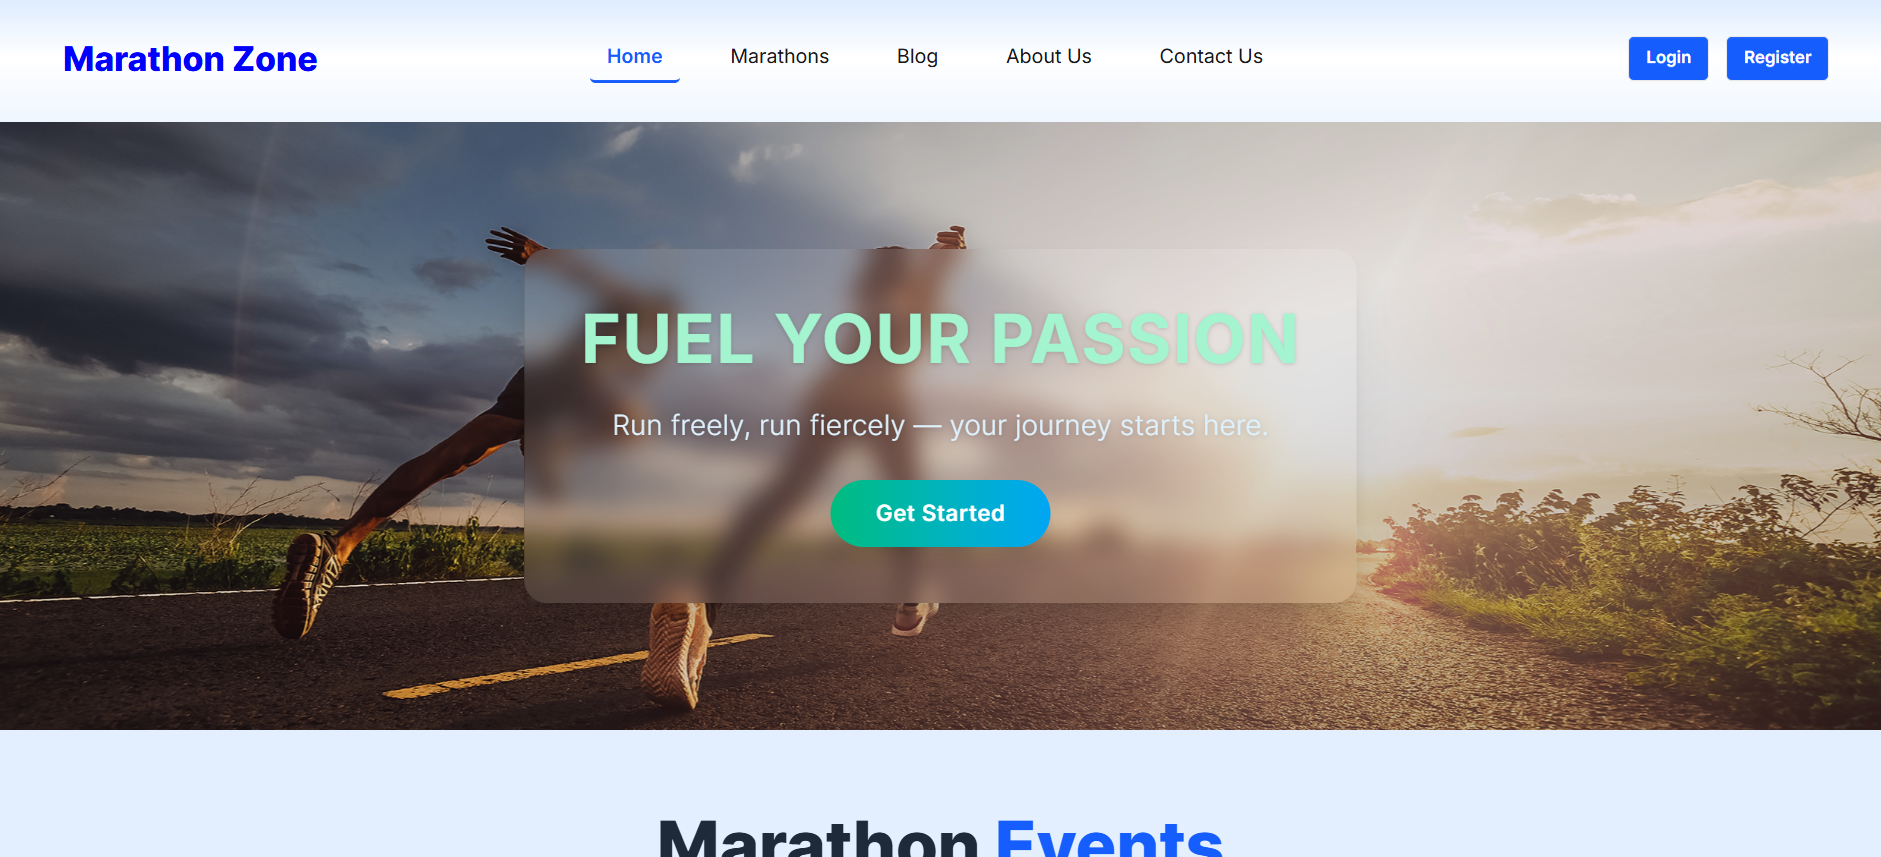 Marathon Zone
Home
Marathons
Blog
About Us
Contact Us
Login
Register
FUEL YOUR PASSION
Run freely, run fiercely — your journey starts here.
Get Started
Marathon Events